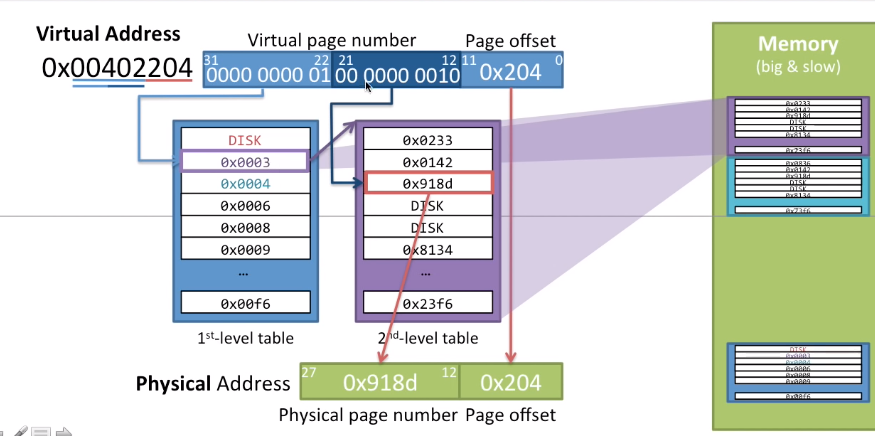 Virtual Address
0x00402204
Virtual page number
Page offset
31 22 21 12 11 0
0000 0000 01 00 0000 0010 0x204
DISK
0x0003
0x0004
0x0006
0x0008
0x0009
...
0x00f6
1st-level table
0x0233
0x0142
0x918d
DISK
DISK
0x8134
...
0x23f6
2nd-level table
Memory
(big & slow)
0x0233
0x0142
0x918d
DISK
DISK
0x8134
0x23f6
0x0142
0x918d
DISK
DISK
0x8134
DISK
0x0003
0x0004
0x0006
0x0008
0x0009
0x00f6
Physical Address
27 12
0x918d 0x204
Physical page number Page offset